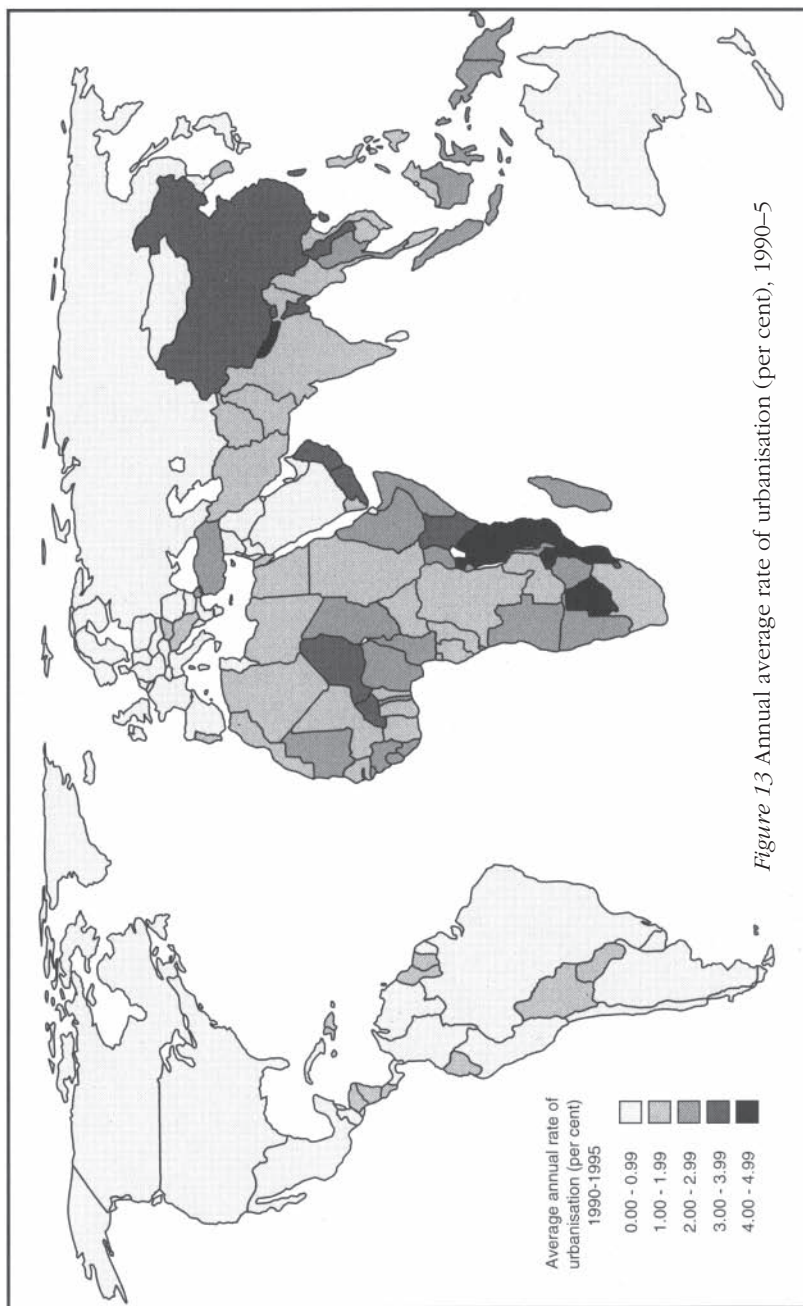 Average annual rate of
urbanisation (per cent)
1990-1995
0.00 - 0.99
1.00 - 1.99
2.00 - 2.99
3.00 - 3.99
4.00 - 4.99
Figure 13 Annual average rate of urbanisation (per cent), 1990–5